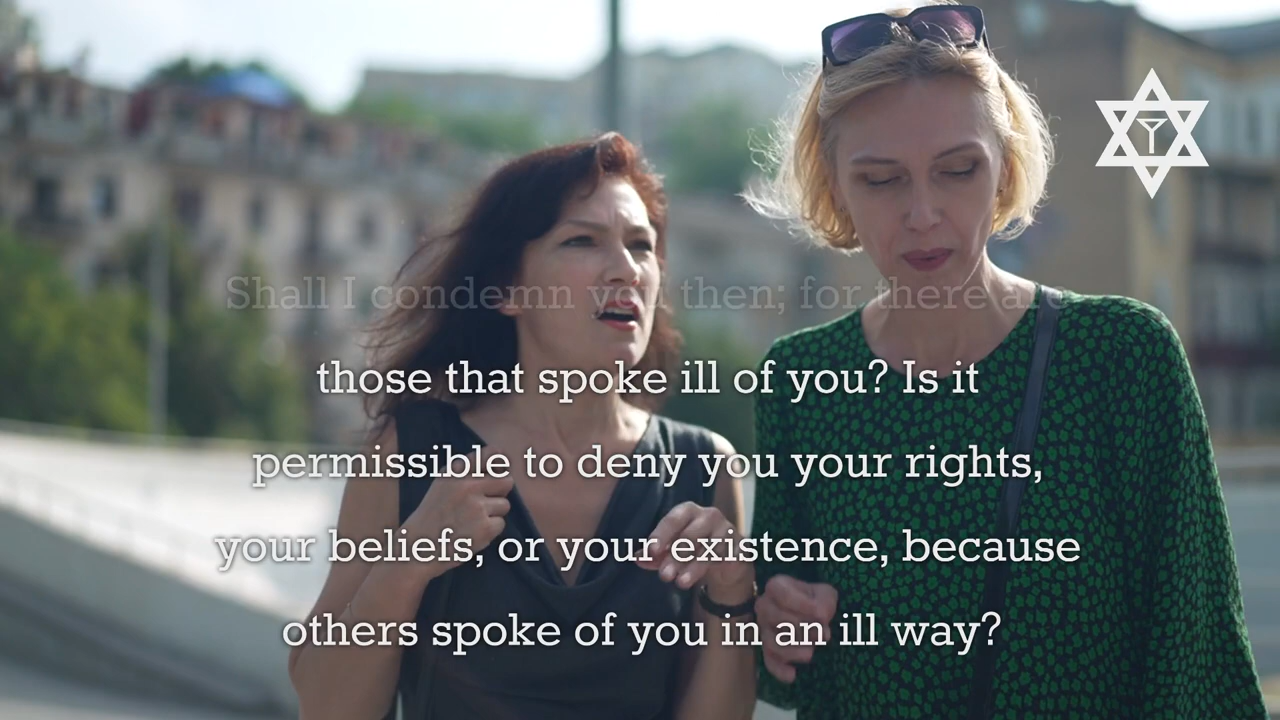 Shall I condemn you then; for there a
those that spoke ill of you? Is it
permissible to deny you your rights,
your beliefs, or your existence, because
others spoke of you in an ill way?